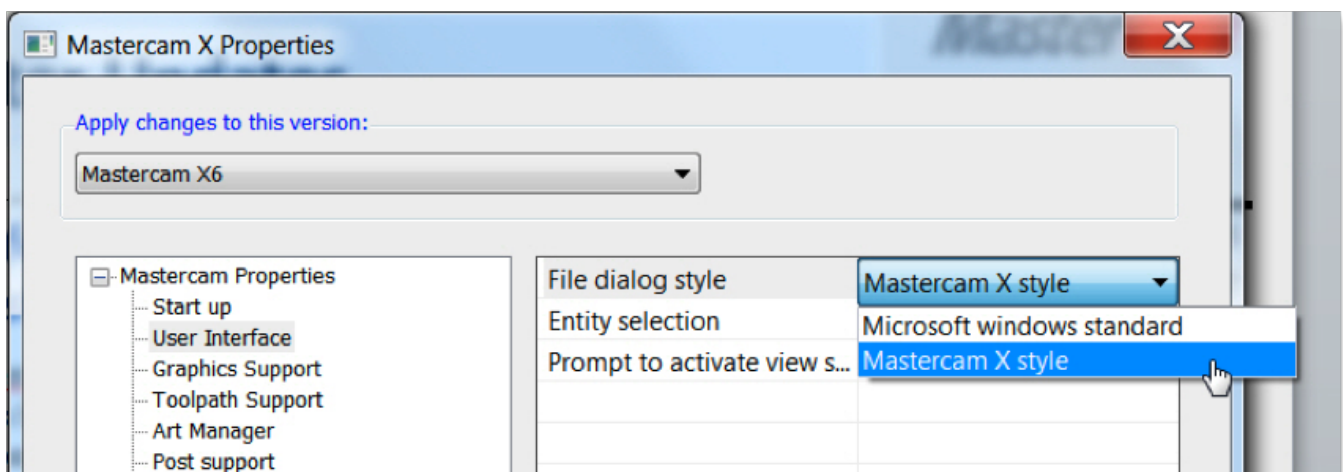 Master
Mastercam X Properties
Apply changes to this version:
Mastercam X6
Mastercam Properties
Start up
User Interface
Graphics Support
Toolpath Support
Art Manager
Post support
File dialog style
Mastercam X style
Entity selection
Microsoft windows standard
Prompt to activate view s...
Mastercam X style